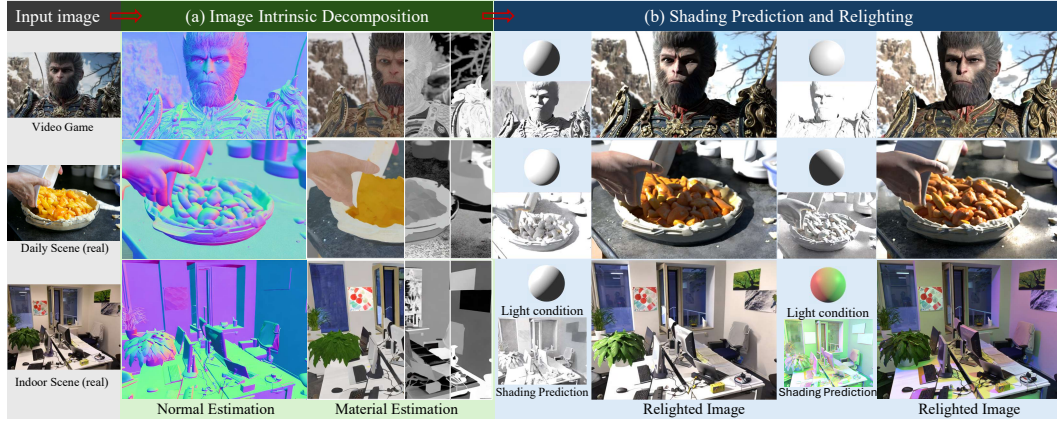 Input image
(a) Image Intrinsic Decomposition
(b) Shading Prediction and Relighting
Video Game
Daily Scene (real)
Light condition
Light condition
Indoor Scene (real)
Shading Prediction
Shading Prediction
Normal Estimation
Material Estimation
Relighted Image
Relighted Image